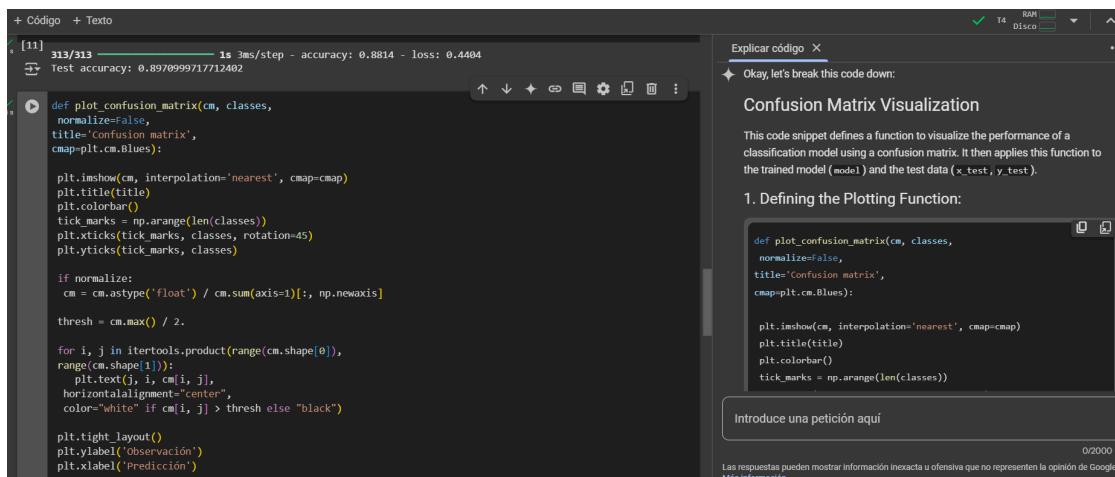 + Código + Texto
T4
RAM
Disco
[11]
313/313 1s 3ms/step - accuracy: 0.8814 - loss: 0.4404
Test accuracy: 0.8970999717712402
def plot_confusion_matrix(cm, classes,
normalize=False,
title='Confusion matrix',
cmap=plt.cm.Blues):
plt.imshow(cm, interpolation='nearest', cmap=cmap)
plt.title(title)
plt.colorbar()
tick_marks = np.arange(len(classes))
plt.xticks(tick_marks, classes, rotation=45)
plt.yticks(tick_marks, classes)
if normalize:
cm = cm.astype('float') / cm.sum(axis=1)[:, np.newaxis]
thresh = cm.max() / 2.
for i, j in itertools.product(range(cm.shape[0]),
range(cm.shape[1])):
plt.text(j, i, cm[i, j],
horizontalalignment="center",
color="white" if cm[i, j] > thresh else "black")
plt.tight_layout()
plt.ylabel('Observación')
plt.xlabel('Predicción')
Explicar código
Okay, let's break this code down:
Confusion Matrix Visualization
This code snippet defines a function to visualize the performance of a
classification model using a confusion matrix. It then applies this function to
the trained model (model) and the test data (x_test, y_test).
1. Defining the Plotting Function:
def plot_confusion_matrix(cm, classes,
normalize=False,
title='Confusion matrix',
cmap=plt.cm.Blues):
plt.imshow(cm, interpolation='nearest', cmap=cmap)
plt.title(title)
plt.colorbar()
tick_marks = np.arange(len(classes))
Introduce una petición aquí
0/2000
Las respuestas pueden mostrar información inexacta u ofensiva que no representen la opinión de Google